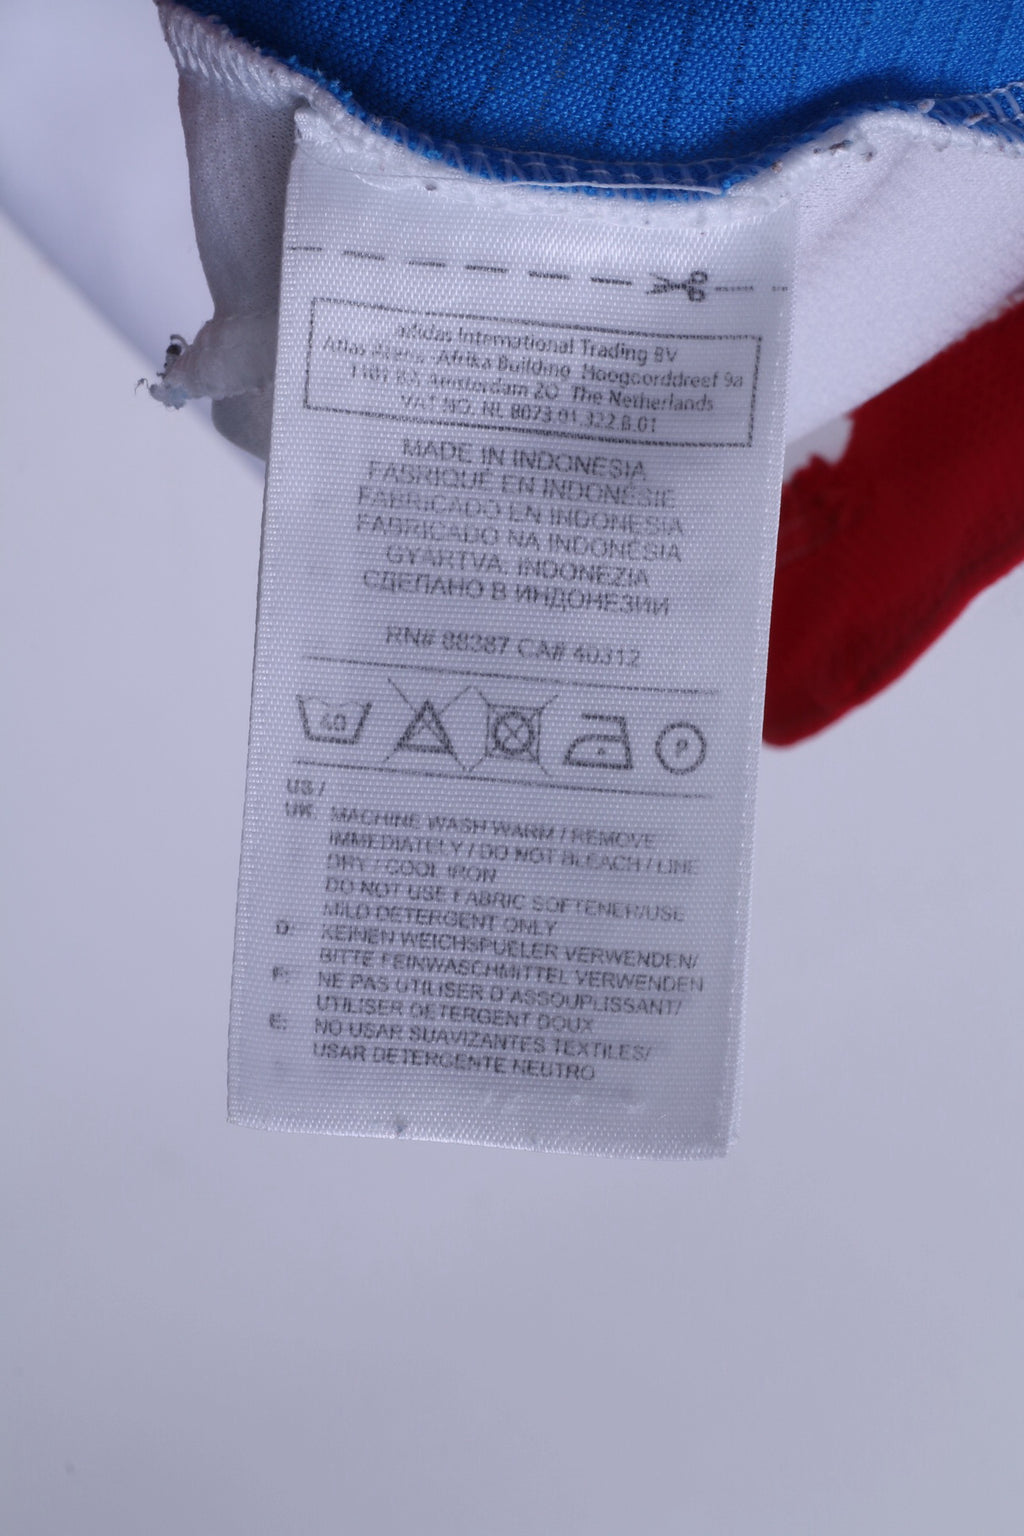 adidas International Trading BV
Atlas Arena Afrika Building Hoogoorddreef 9a
1101 BA Amsterdam ZO The Netherlands
VAT NO. NL 8073.01.322.B.01
MADE IN INDONESIA
FABRIQUÉ EN INDONÉSIE
FABRICADO EN INDONESIA
FABRICADO NA INDONÉSIA
GYÁRTVA: INDONÉZIA
СДЕЛАНО В ИНДОНЕЗИИ
RN# 88387 CA# 40312
40 P
US /
UK: MACHINE WASH WARM / REMOVE
IMMEDIATELY / DO NOT BLEACH / LINE
DRY / COOL IRON
DO NOT USE FABRIC SOFTENER/USE
MILD DETERGENT ONLY
D: KEINEN WEICHSPUELER VERWENDEN/
BITTE FEINWASCHMITTEL VERWENDEN
F: NE PAS UTILISER D'ASSOUPLISSANT/
UTILISER DETERGENT DOUX
E: NO USAR SUAVIZANTES TEXTILES/
USAR DETERGENTE NEUTRO